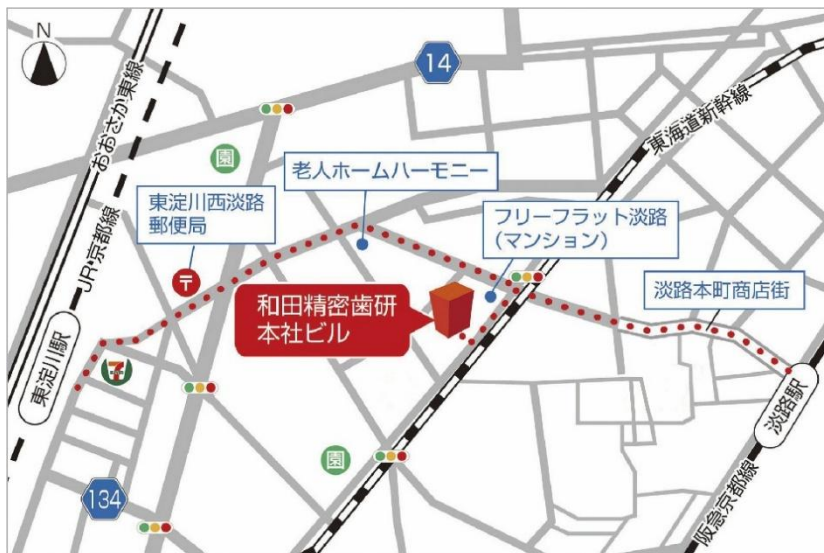 N
14
おおさか東線
JR·京都線
東海道新幹線
園
老人ホームハーモニー
東淀川西淡路
郵便局
フリーフラット淡路
(マンション)
〒
和田精密歯研
本社ビル
淡路本町商店街
東淀川駅
7
淡路駅
園
134
阪急京都線